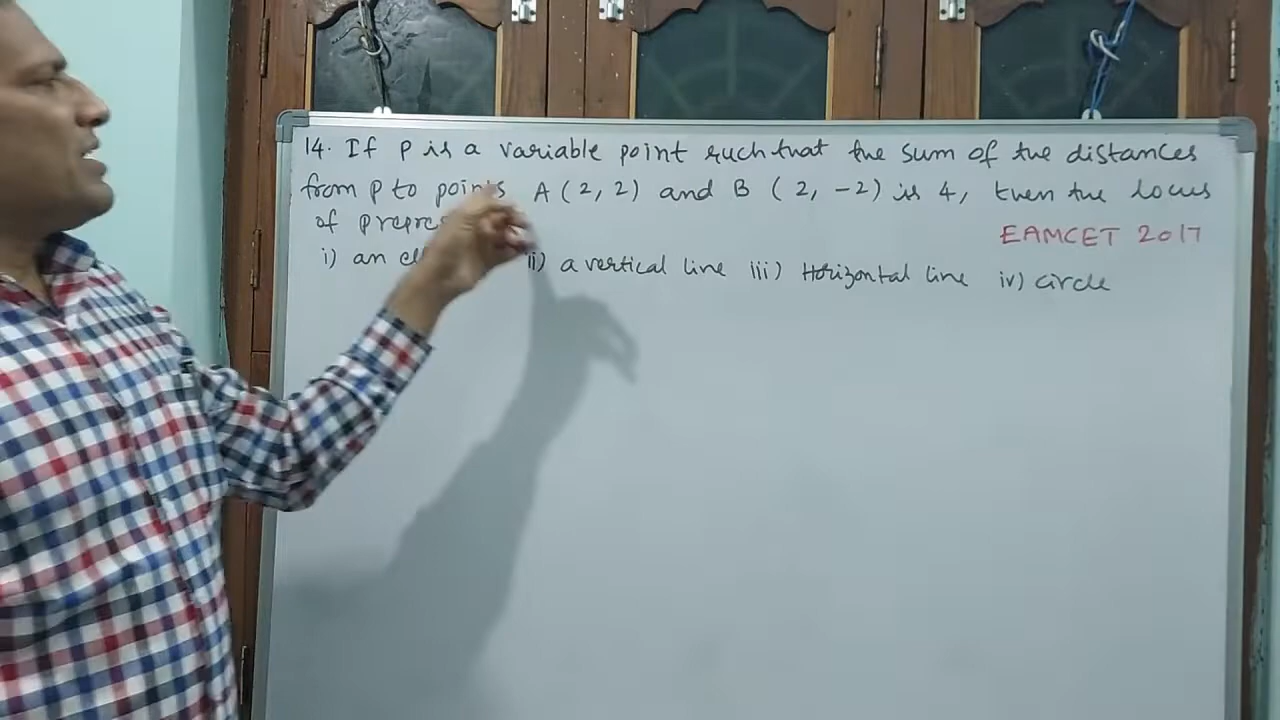 14. If P is a variable point such that the sum of the distances
from P to points A (2, 2) and B (2, -2) is 4, then the locus
of P
EAMCET 2017
i) an ii) a vertical line iii) Horizontal line iv) circle